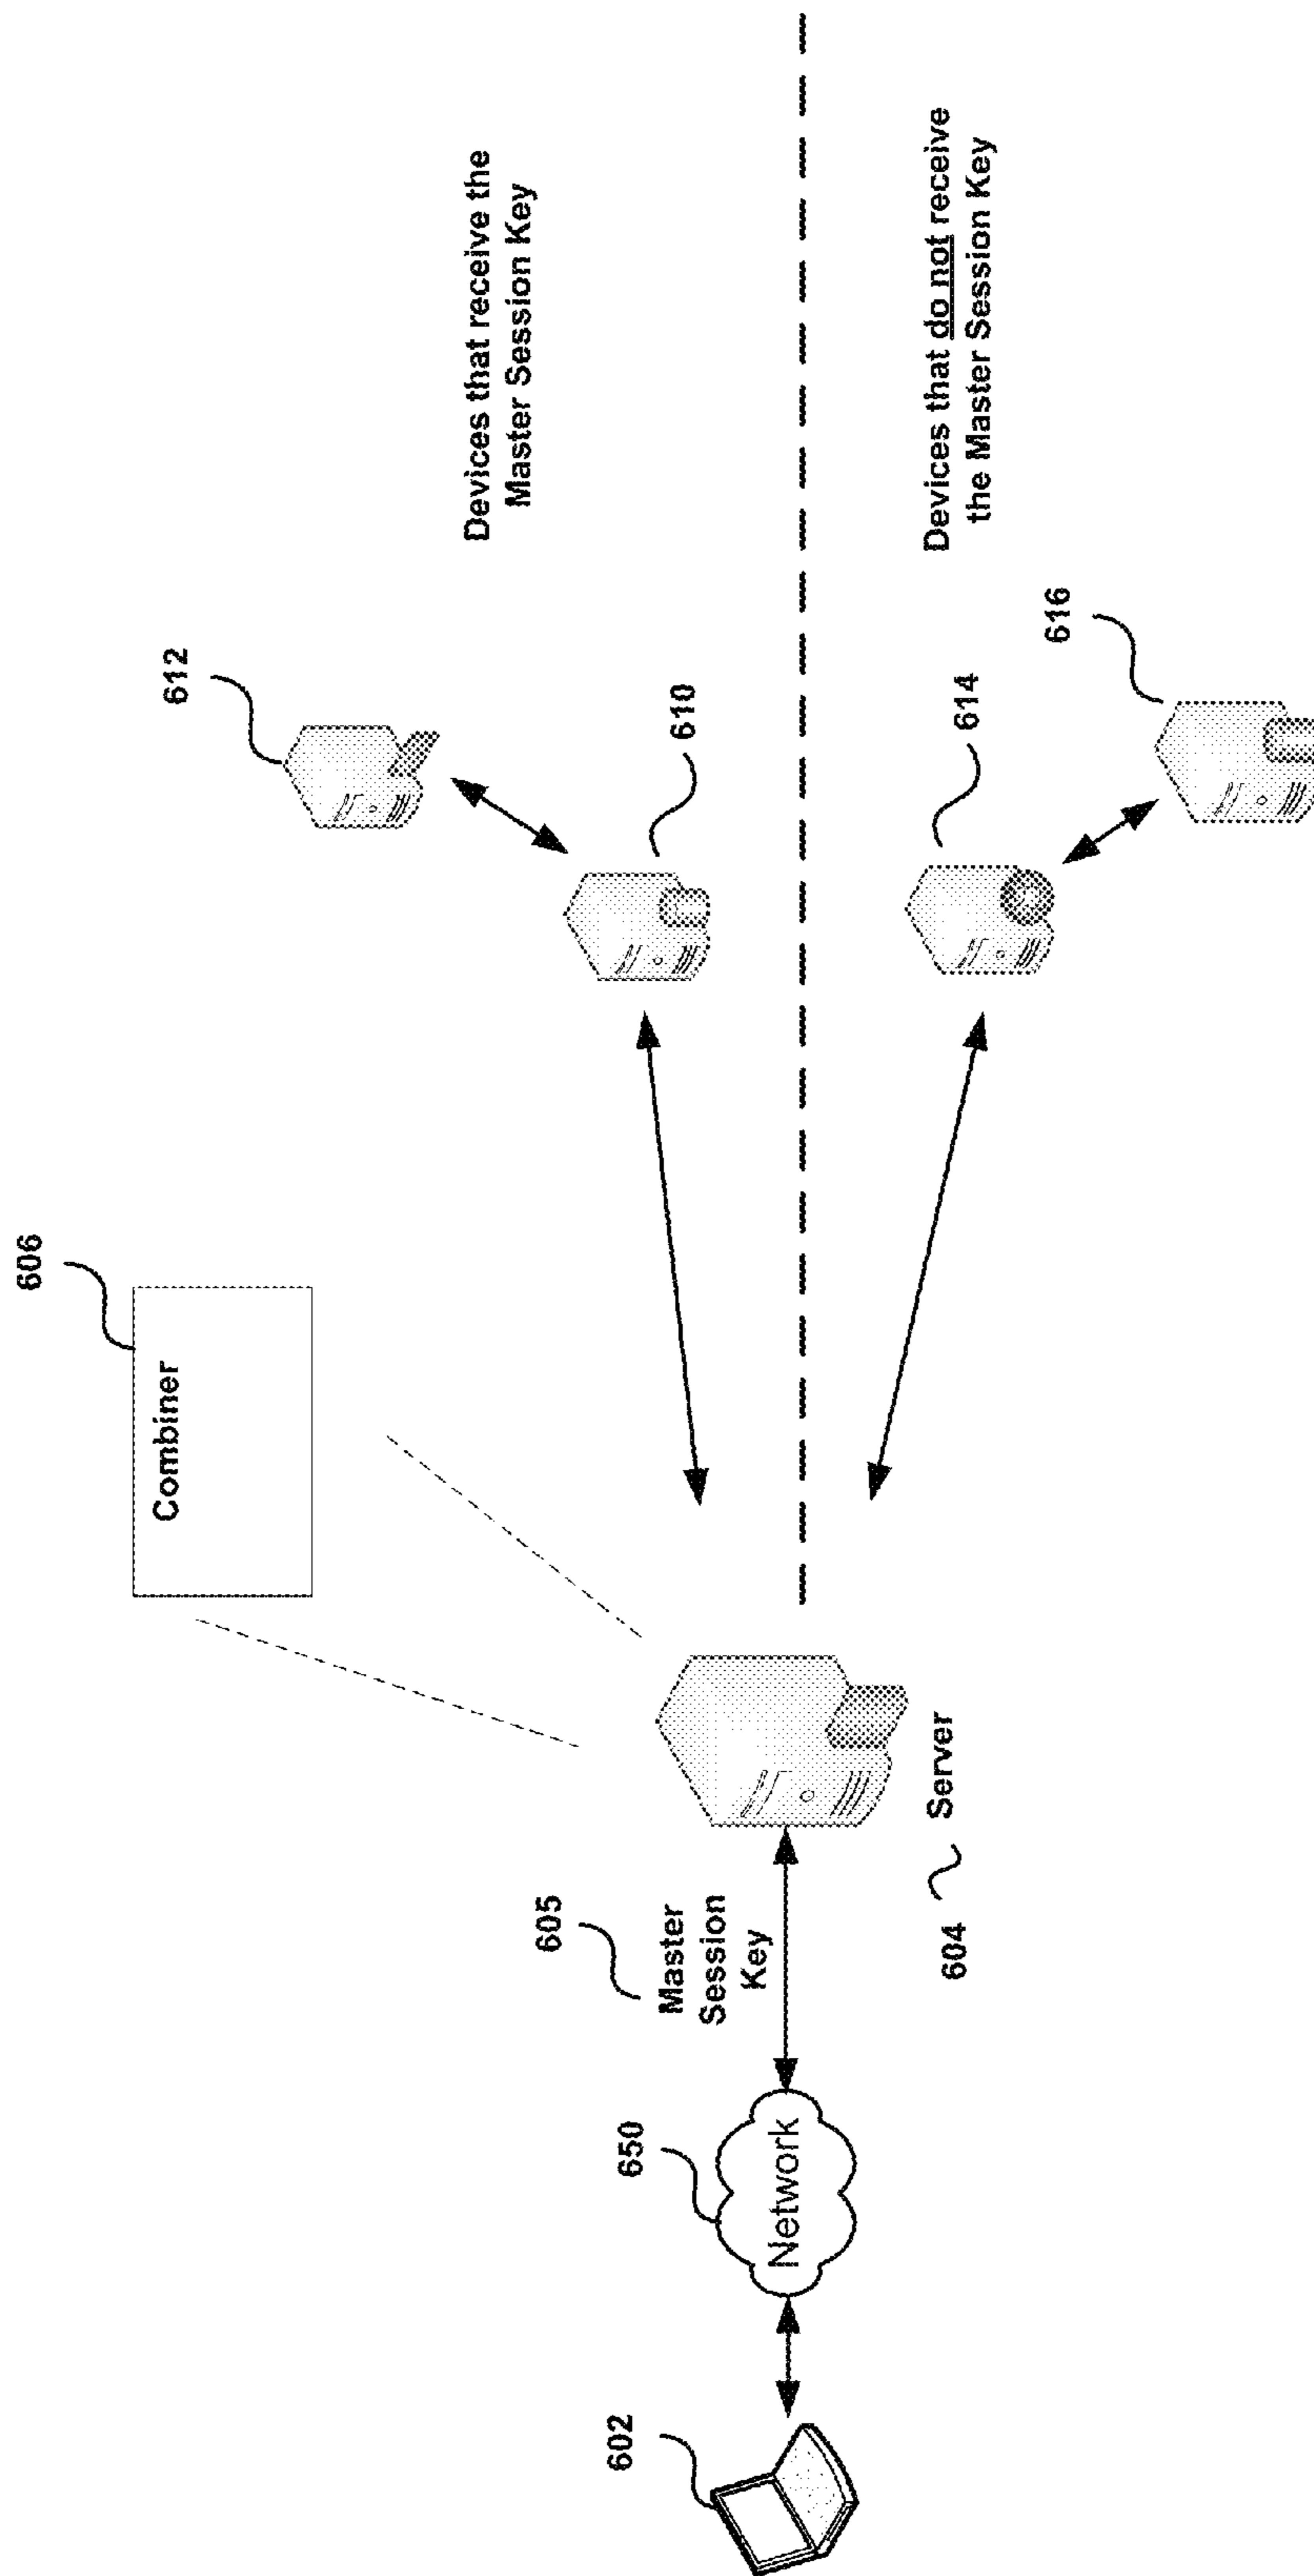 606
Combiner
612
Devices that receive the
Master Session Key
610
602
650
Network
605
Master
Session
Key
604
Server
614
Devices that do not receive
the Master Session Key
616